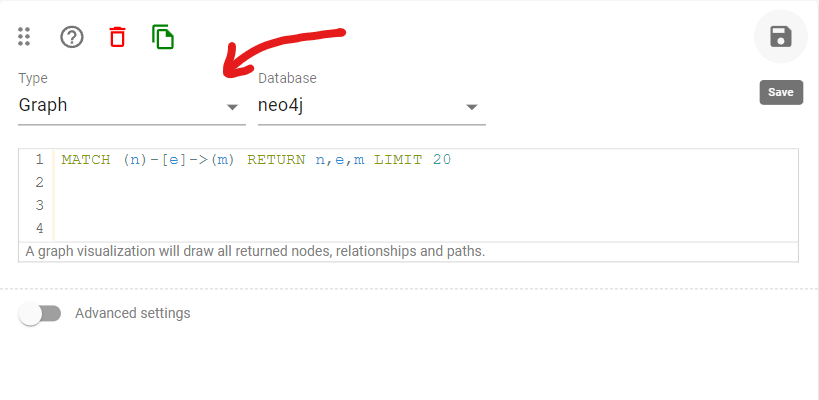 Type
Database
Graph
neo4j
Save
1 MATCH (n)-[e]->(m) RETURN n,e,m LIMIT 20
2
3
4
A graph visualization will draw all returned nodes, relationships and paths.
Advanced settings